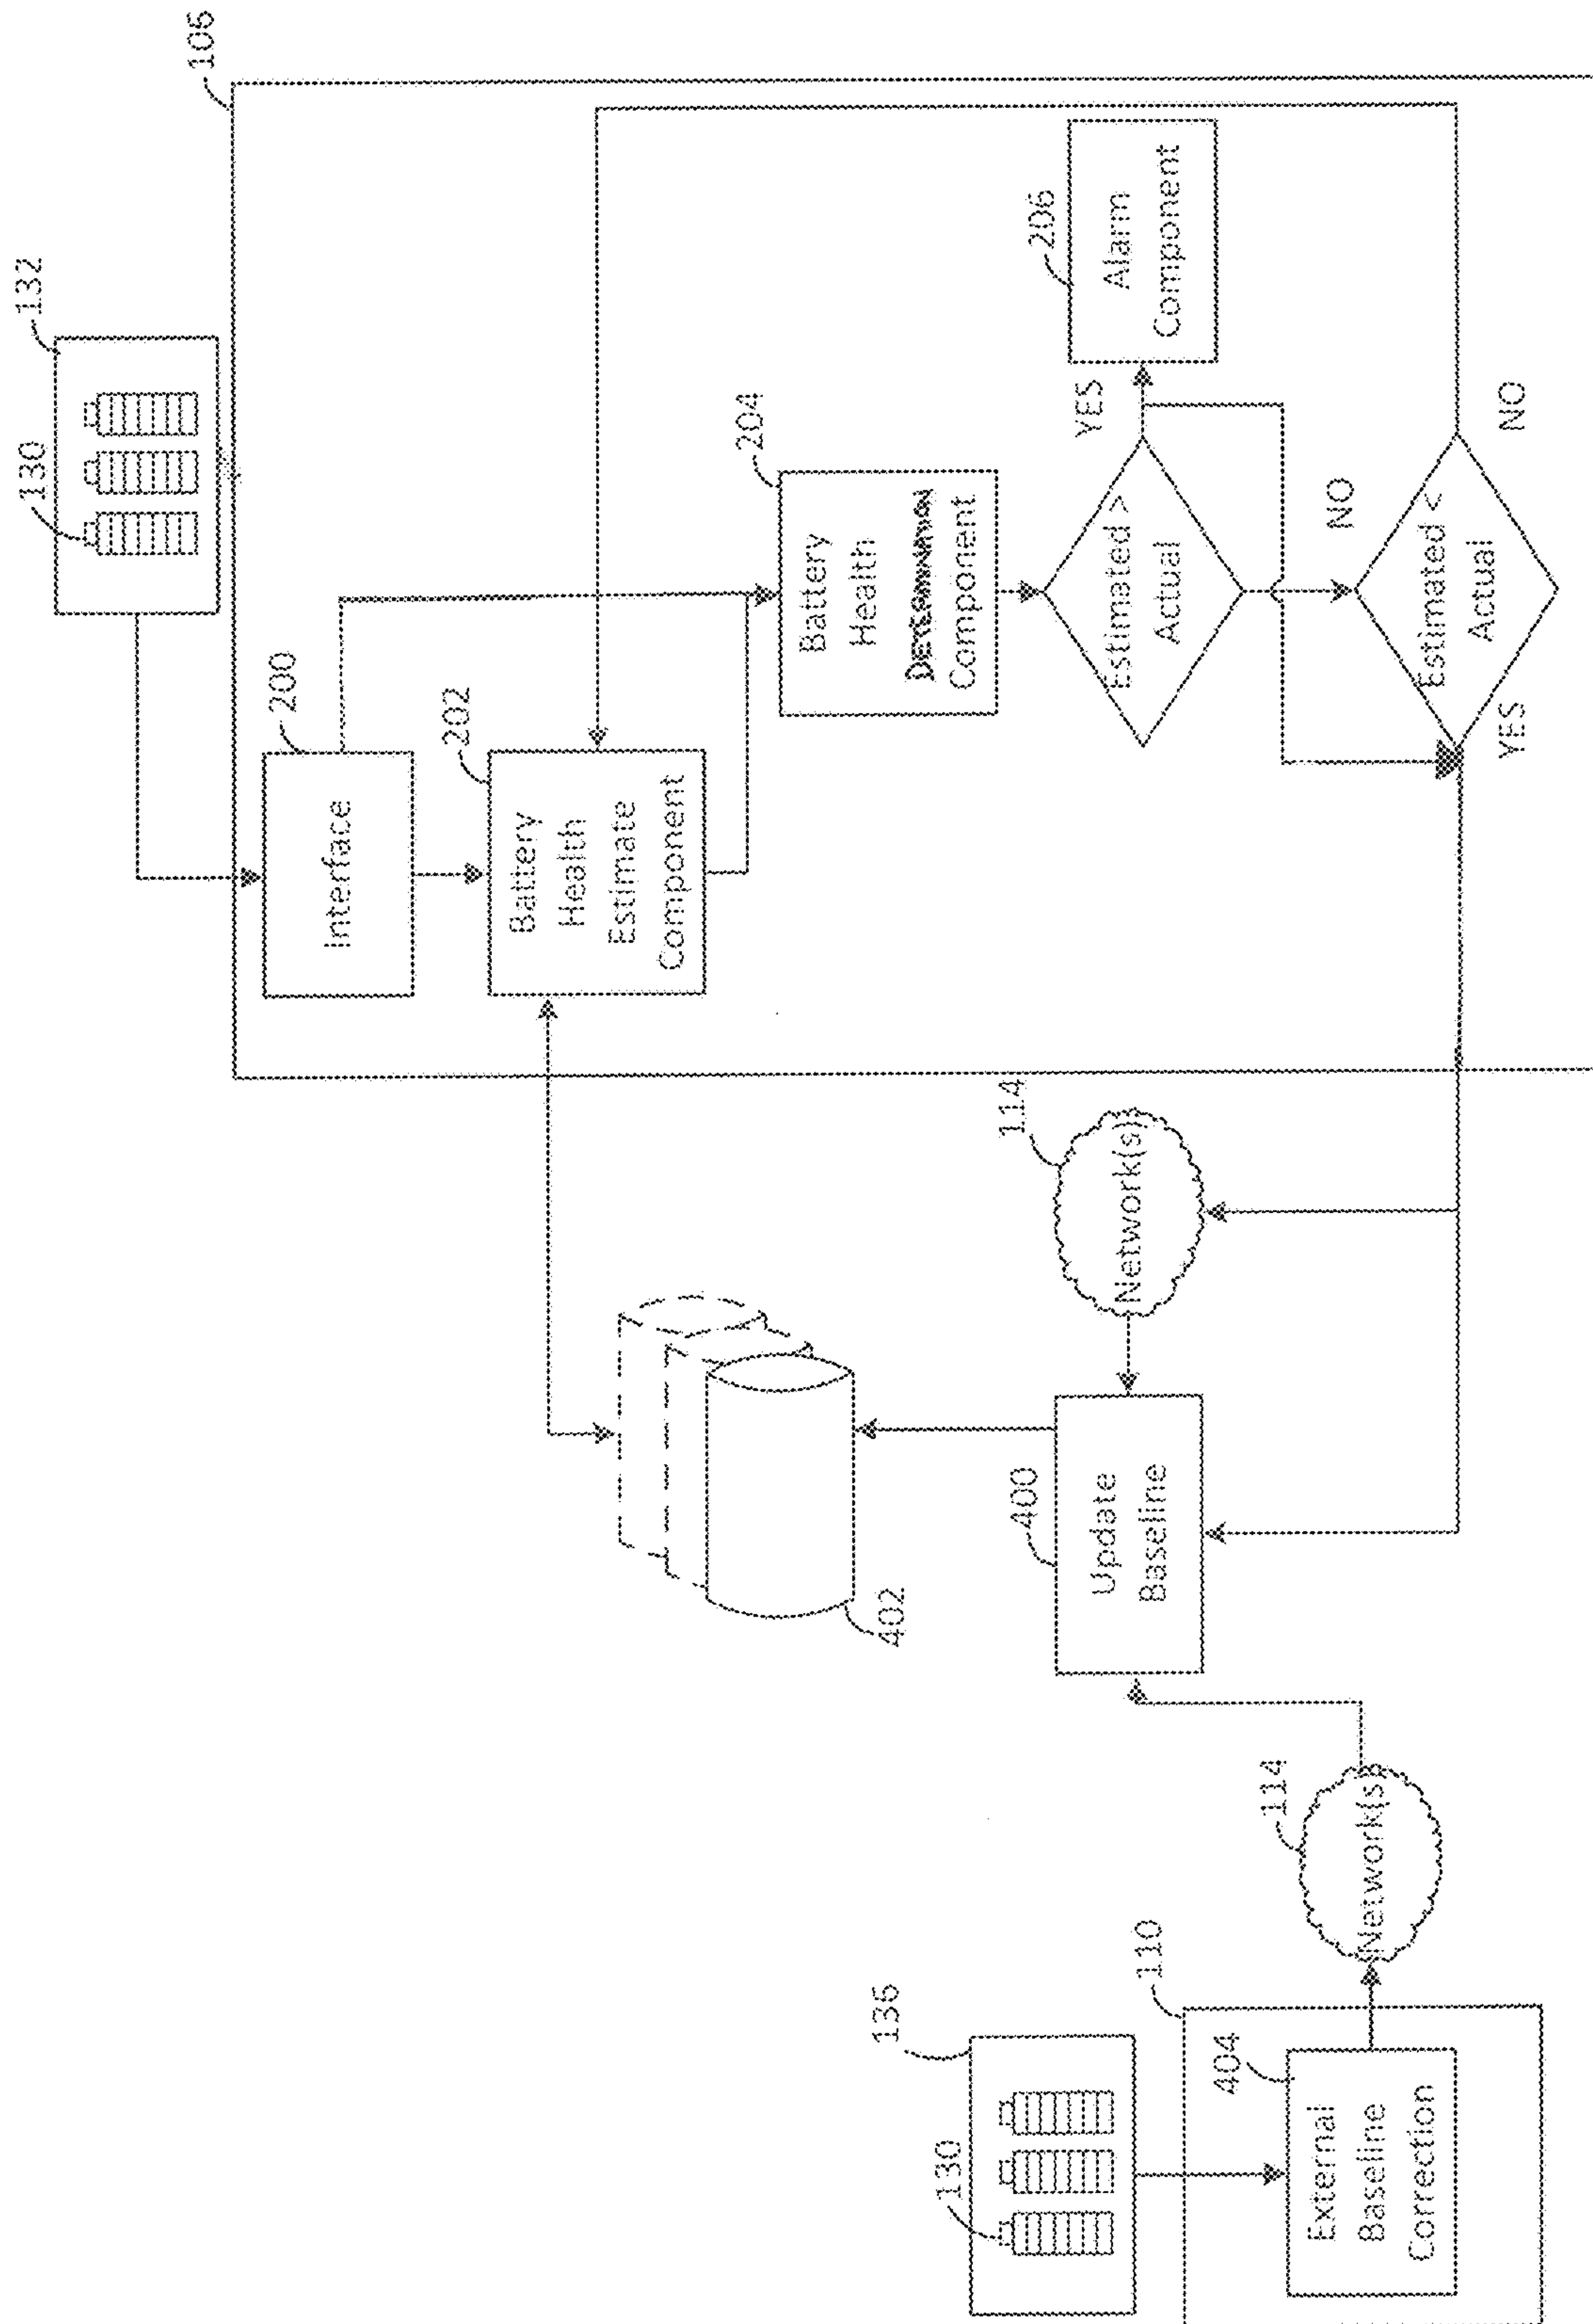 130
132
106
200
Interface
202
Battery
Health
Estimate
Component
204
Battery
Health
DETERMINATION
Component
Estimated >
Actual
YES
206
Alarm
Component
NO
Estimated <
Actual
YES
NO
402
114
Network(s)
400
Update
Baseline
136
130
110
404
External
Baseline
Correction
114
Network(s)